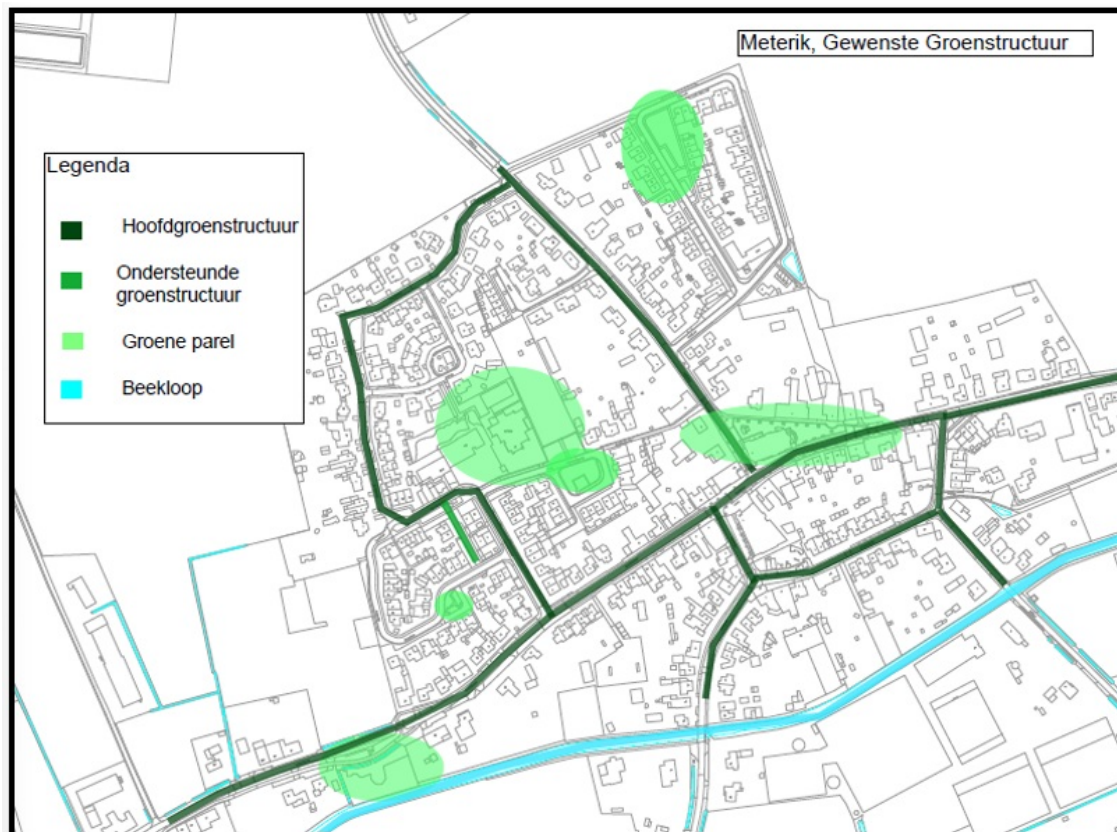 Meterik, Gewenste Groenstructuur
Legenda
Hoofdgroenstructuur
Ondersteunde
groenstructuur
Groene parel
Beekloop